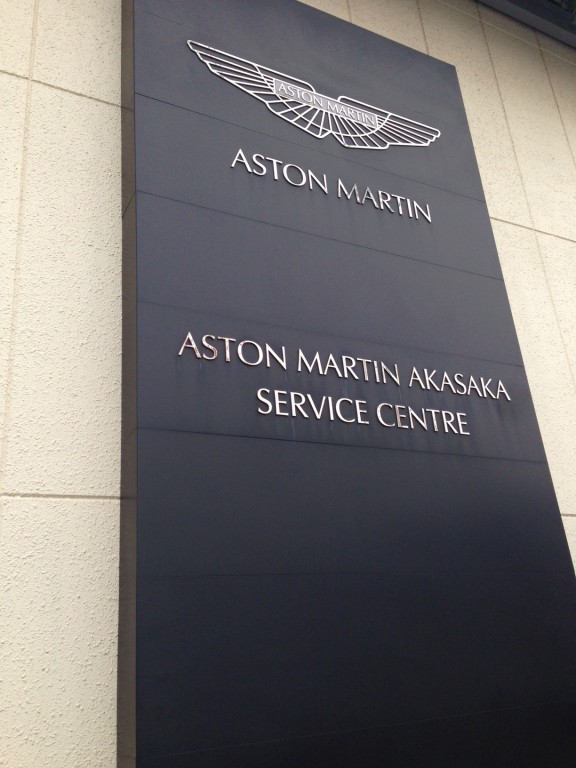 ASTON MARTIN
ASTON MARTIN
ASTON MARTIN AKASAKA
SERVICE CENTRE